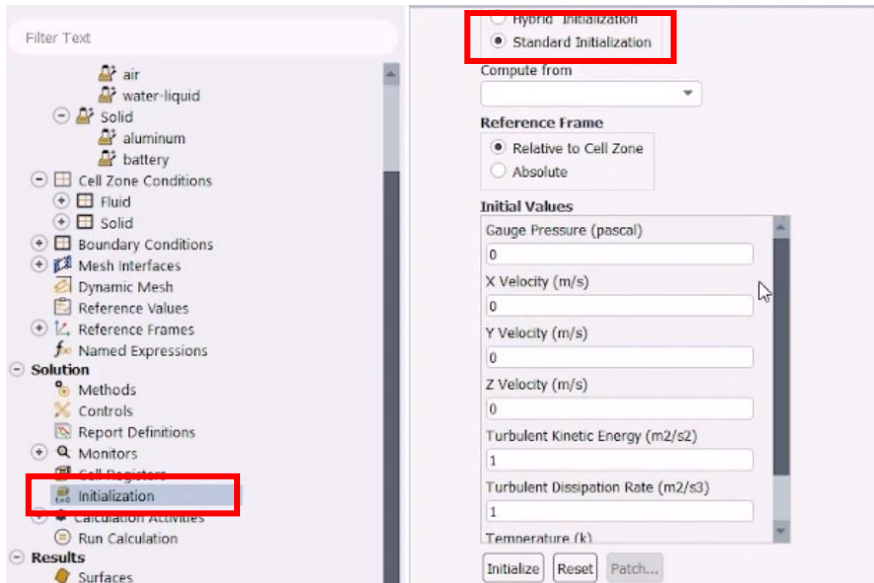 Filter Text
air
water-liquid
Solid
aluminum
battery
Cell Zone Conditions
Fluid
Solid
Boundary Conditions
Mesh Interfaces
Dynamic Mesh
Reference Values
Reference Frames
Named Expressions
Solution
Methods
Controls
Report Definitions
Monitors
Cell Registers
Initialization
Calculation Activities
Run Calculation
Results
Surfaces
Hybrid Initialization
Standard Initialization
Compute from
Reference Frame
Relative to Cell Zone
Absolute
Initial Values
Gauge Pressure (pascal)
0
X Velocity (m/s)
0
Y Velocity (m/s)
0
Z Velocity (m/s)
0
Turbulent Kinetic Energy (m2/s2)
1
Turbulent Dissipation Rate (m2/s3)
1
Temperature (k)
Initialize Reset Patch...